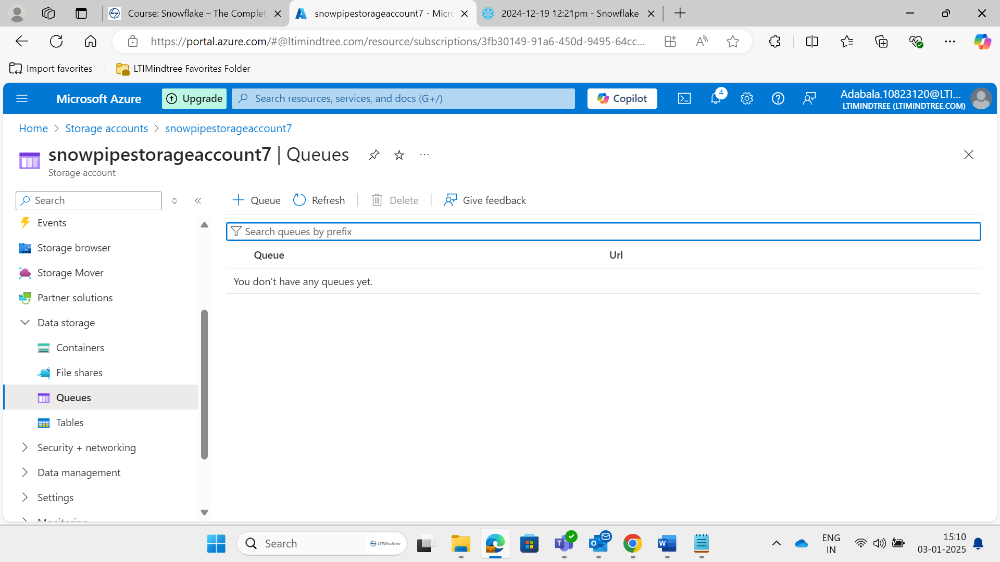 Course: Snowflake – The Complet
snowpipestorageaccount7 - Micro
2024-12-19 12:21pm - Snowflake
https://portal.azure.com/#@ltimindtree.com/resource/subscriptions/3fb30149-91a6-450d-9495-64cc...
Import favorites
LTIMindtree Favorites Folder
Microsoft Azure
Upgrade
Search resources, services, and docs (G+/)
Copilot
4
Adabala.10823120@LTI...
LTIMINDTREE (LTIMINDTREE.COM)
Home > Storage accounts > snowpipestorageaccount7
snowpipestorageaccount7 | Queues
Storage account
Search
Queue
Refresh
Delete
Give feedback
Events
Storage browser
Storage Mover
Partner solutions
Data storage
Containers
File shares
Queues
Tables
Security + networking
Data management
Settings
Monitoring
Search queues by prefix
Queue
Url
You don't have any queues yet.
Search
LTIMindtree
ENG
IN
15:10
03-01-2025